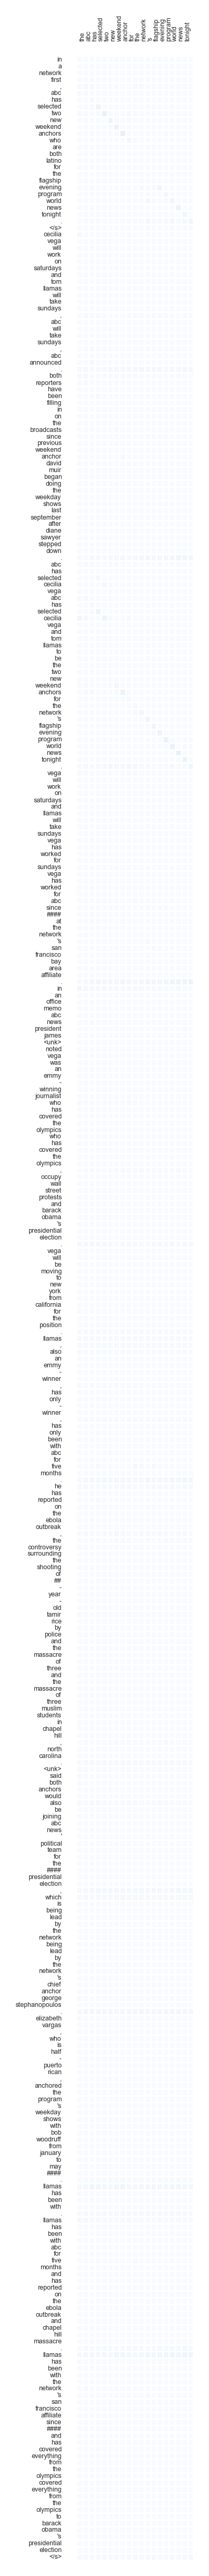 the
abc
has
selected
two
new
weekend
anchor
for
the
network
's
flagship
evening
program
world
news
tonight
in
a
network
first
,
abc
has
selected
two
new
weekend
anchors
who
are
both
latino
for
the
flagship
evening
program
world
news
tonight
.
</s>
cecilia
vega
will
work
on
saturdays
and
tom
llamas
will
take
sundays
,
abc
will
take
sundays
,
abc
announced
.
both
reporters
have
been
filling
in
on
the
broadcasts
since
previous
weekend
anchor
david
muir
began
doing
the
weekday
shows
last
september
after
diane
sawyer
stepped
down
.
abc
has
selected
cecilia
vega
abc
has
selected
cecilia
vega
and
tom
llamas
to
be
the
two
new
weekend
anchors
for
the
network
's
flagship
evening
program
world
news
tonight
.
vega
will
work
on
saturdays
and
llamas
will
take
sundays
vega
has
worked
for
sundays
vega
has
worked
for
abc
since
####
at
the
network
's
san
francisco
bay
area
affiliate
.
in
an
office
memo
abc
news
president
james
<unk>
noted
vega
was
an
emmy
-
winning
journalist
who
has
covered
the
olympics
who
has
covered
the
olympics
,
occupy
wall
street
protests
and
barack
obama
's
presidential
election
.
vega
will
be
moving
to
new
york
from
california
for
the
position
.
llamas
,
also
an
emmy
-
winner
,
has
only
-
winner
,
has
only
been
with
abc
for
five
months
.
he
has
reported
on
the
ebola
outbreak
,
the
controversy
surrounding
the
shooting
of
##
-
year
-
old
tamir
rice
by
police
and
the
massacre
of
three
and
the
massacre
of
three
muslim
students
in
chapel
hill
,
north
carolina
.
<unk>
said
both
anchors
would
also
be
joining
abc
news
'
political
team
for
the
####
presidential
election
,
which
is
being
lead
by
the
network
being
lead
by
the
network
's
chief
anchor
george
stephanopoulos
.
elizabeth
vargas
,
who
is
half
-
puerto
rican
,
anchored
the
program
's
weekday
shows
with
bob
woodruff
from
january
to
may
####
.
llamas
has
been
with
.
llamas
has
been
with
abc
for
five
months
and
has
reported
on
the
ebola
outbreak
and
chapel
hill
massacre
.
llamas
has
been
with
the
network
's
san
francisco
affiliate
since
####
and
has
covered
everything
from
the
olympics
covered
everything
from
the
olympics
to
barack
obama
's
presidential
election
</s>